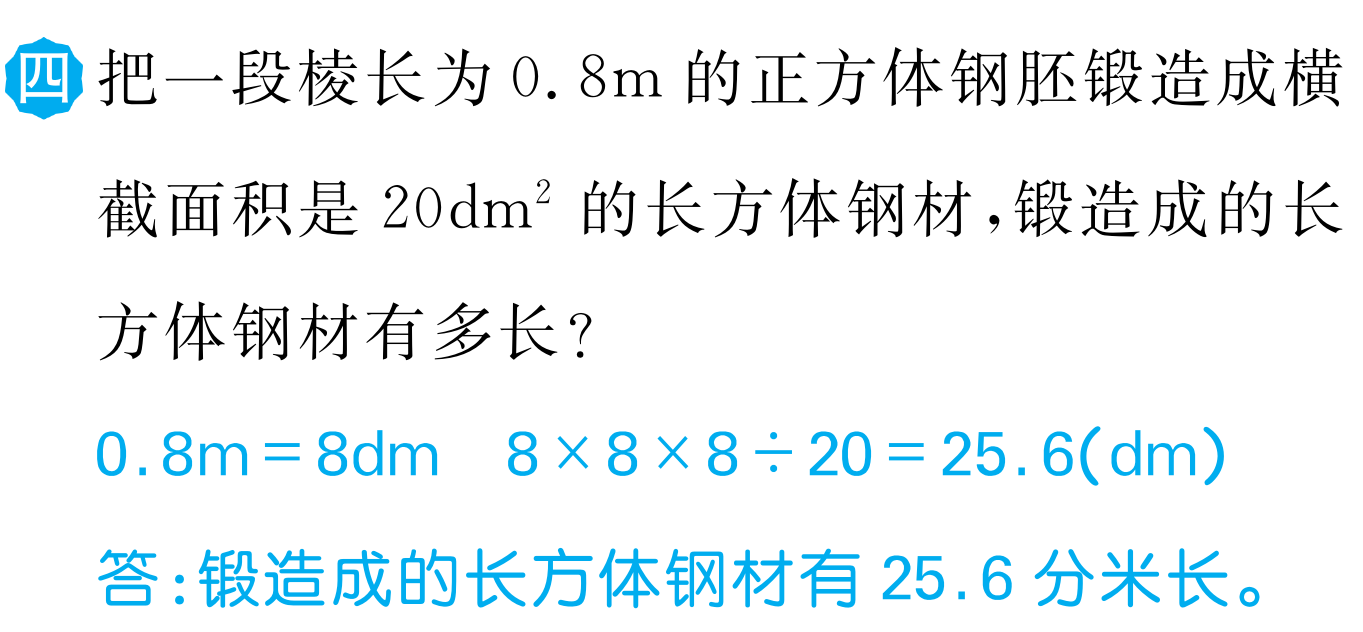 四 把一段棱长为0.8m的正方体钢胚锻造成横
截面积是20dm²的长方体钢材,锻造成的长
方体钢材有多长?
0.8m=8dm 8×8×8÷20=25.6(dm)
答:锻造成的长方体钢材有25.6分米长。